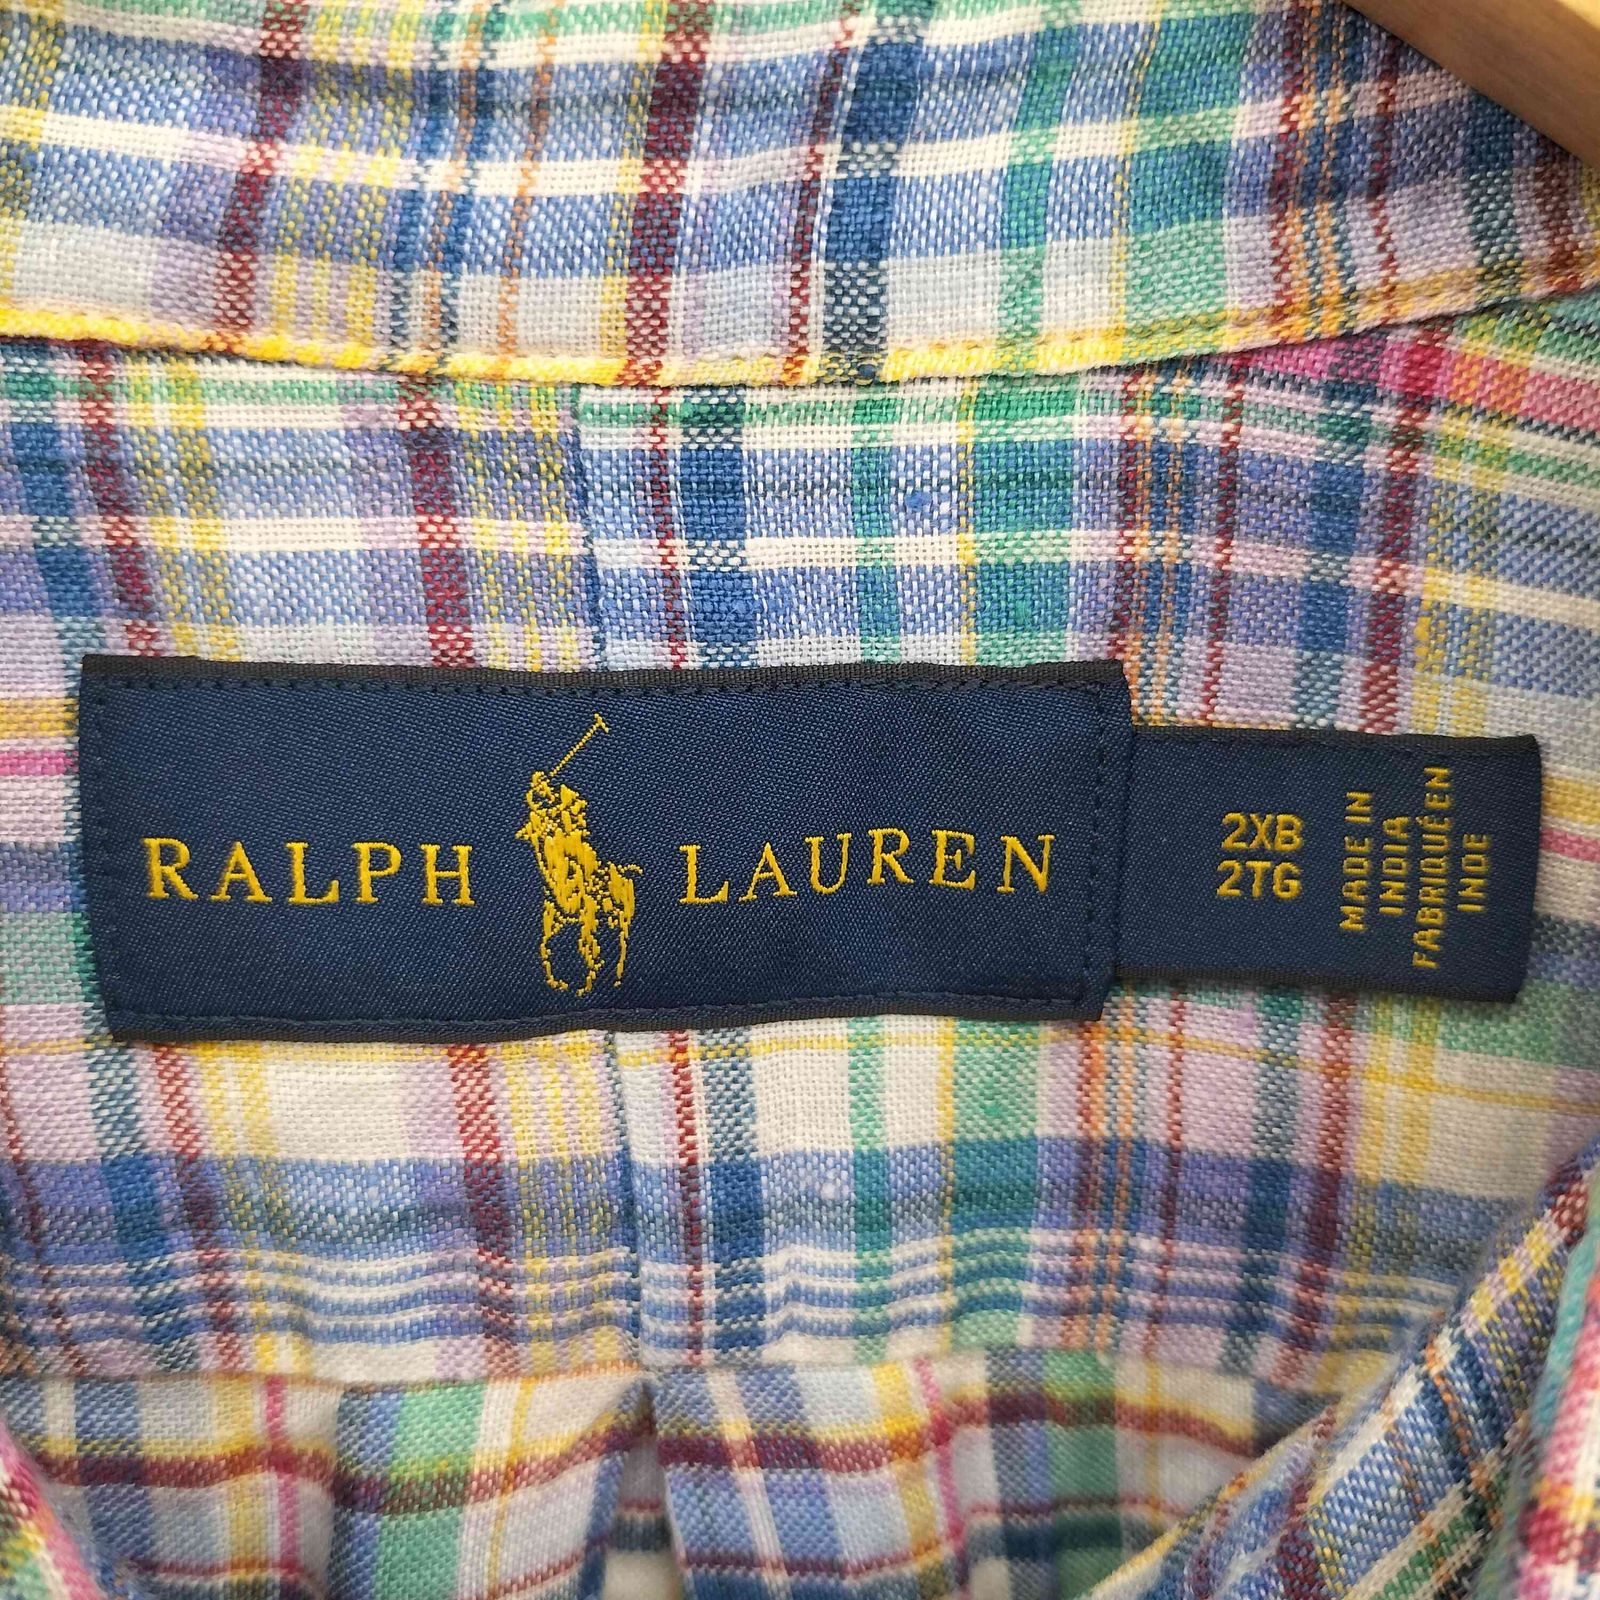 RALPH LAUREN
2XB
2TG
MADE IN
INDIA
FABRIQUÉ EN
INDE